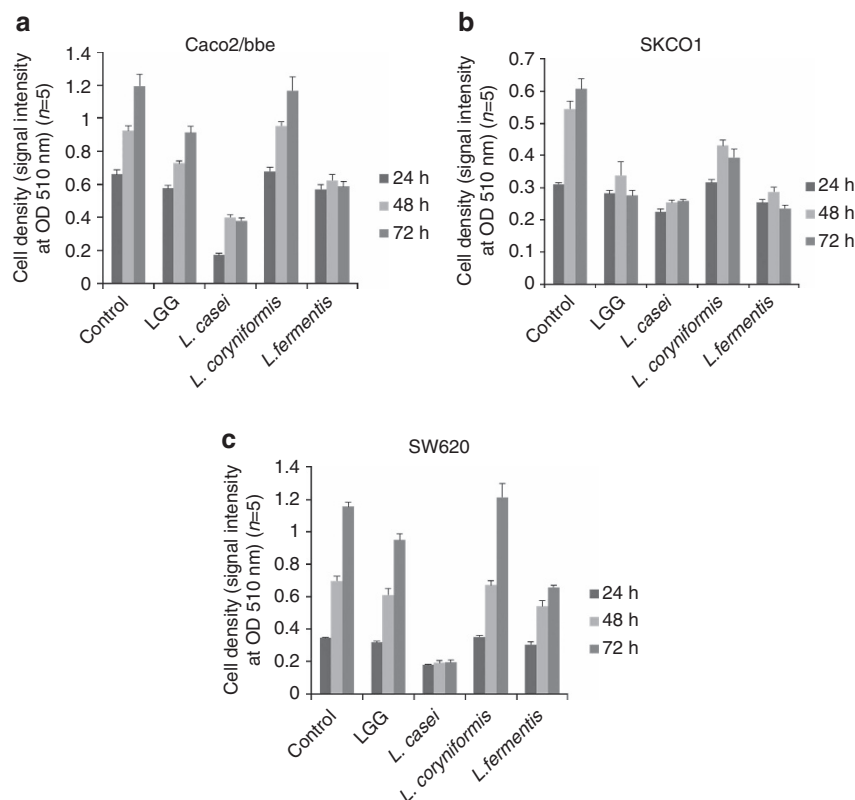 a
Caco2/bbe
Cell density (signal intensity
at OD 510 nm) (n=5)
1.4
1.2
1
0.8
0.6
0.4
0.2
0
Control
LGG
L. casei
L. coryniformis
L.fermentis
24 h
48 h
72 h
b
SKCO1
Cell density (signal intensity
at OD 510 nm) (n=5)
0.7
0.6
0.5
0.4
0.3
0.2
0.1
0
Control
LGG
L. casei
L. coryniformis
L.fermentis
24 h
48 h
72 h
c
SW620
Cell density (signal intensity
at OD 510 nm) (n=5)
1.4
1.2
1
0.8
0.6
0.4
0.2
0
Control
LGG
L. casei
L. coryniformis
L.fermentis
24 h
48 h
72 h